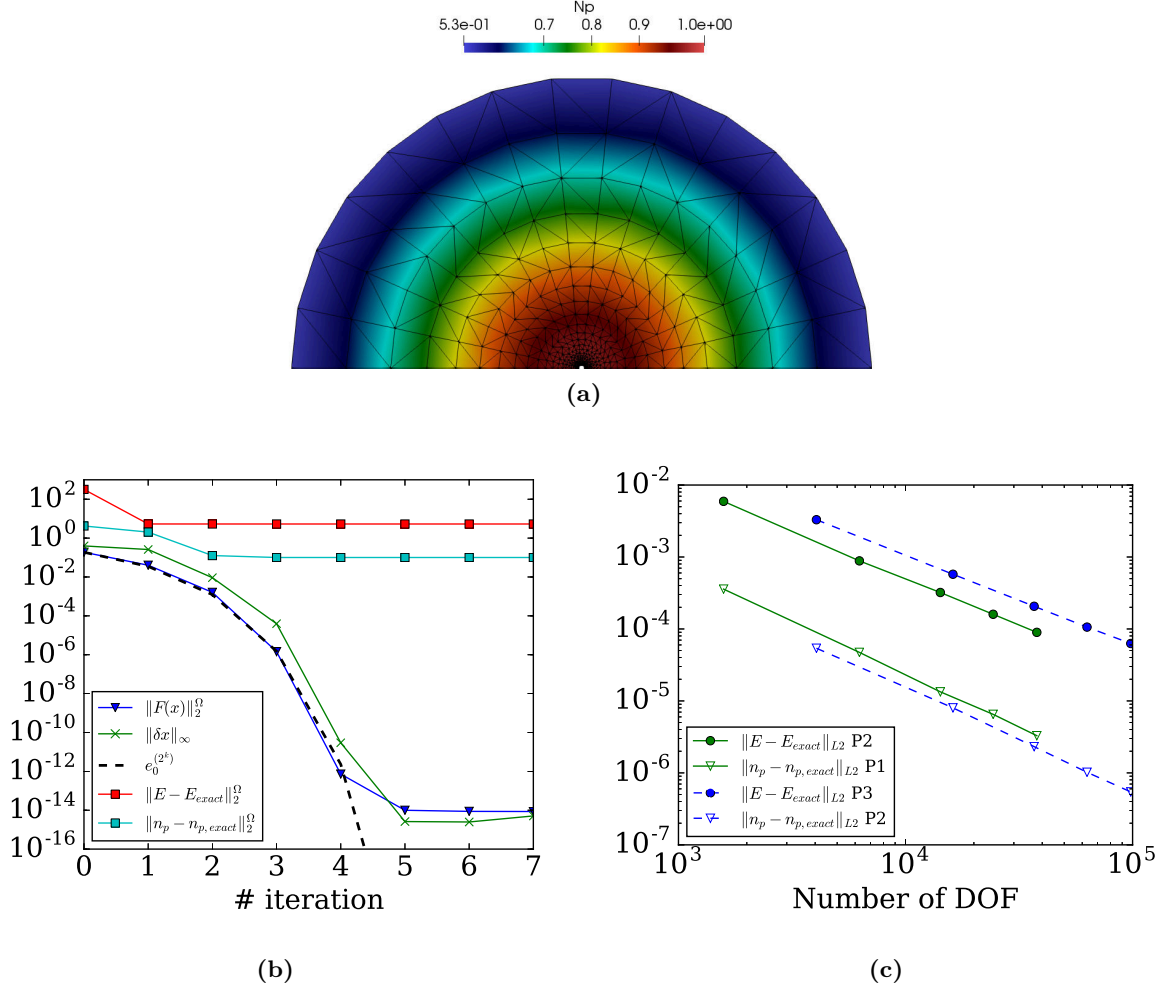 Np
5.3e-01 0.7 0.8 0.9 1.0e+00
(a)
10^2
10^0
10^-2
10^-4
10^-6
10^-8
10^-10
10^-12
10^-14
10^-16
‖F(x)‖₂^Ω
‖δx‖∞
e₀^(2^k)
‖E − E_exact‖₂^Ω
‖n_p − n_p,exact‖₂^Ω
0 1 2 3 4 5 6 7
# iteration
(b)
10^-2
10^-3
10^-4
10^-5
10^-6
10^-7
‖E − E_exact‖_L2 P2
‖n_p − n_p,exact‖_L2 P1
‖E − E_exact‖_L2 P3
‖n_p − n_p,exact‖_L2 P2
10^3 10^4 10^5
Number of DOF
(c)